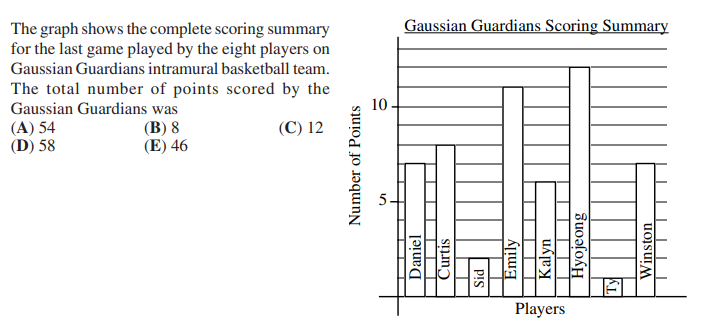 The graph shows the complete scoring summary
for the last game played by the eight players on
Gaussian Guardians intramural basketball team.
The total number of points scored by the
Gaussian Guardians was
(A) 54 (B) 8 (C) 12
(D) 58 (E) 46
Gaussian Guardians Scoring Summary
Number of Points
10
5
Daniel
Curtis
Sid
Emily
Kalyn
Hyojeong
Ty
Winston
Players